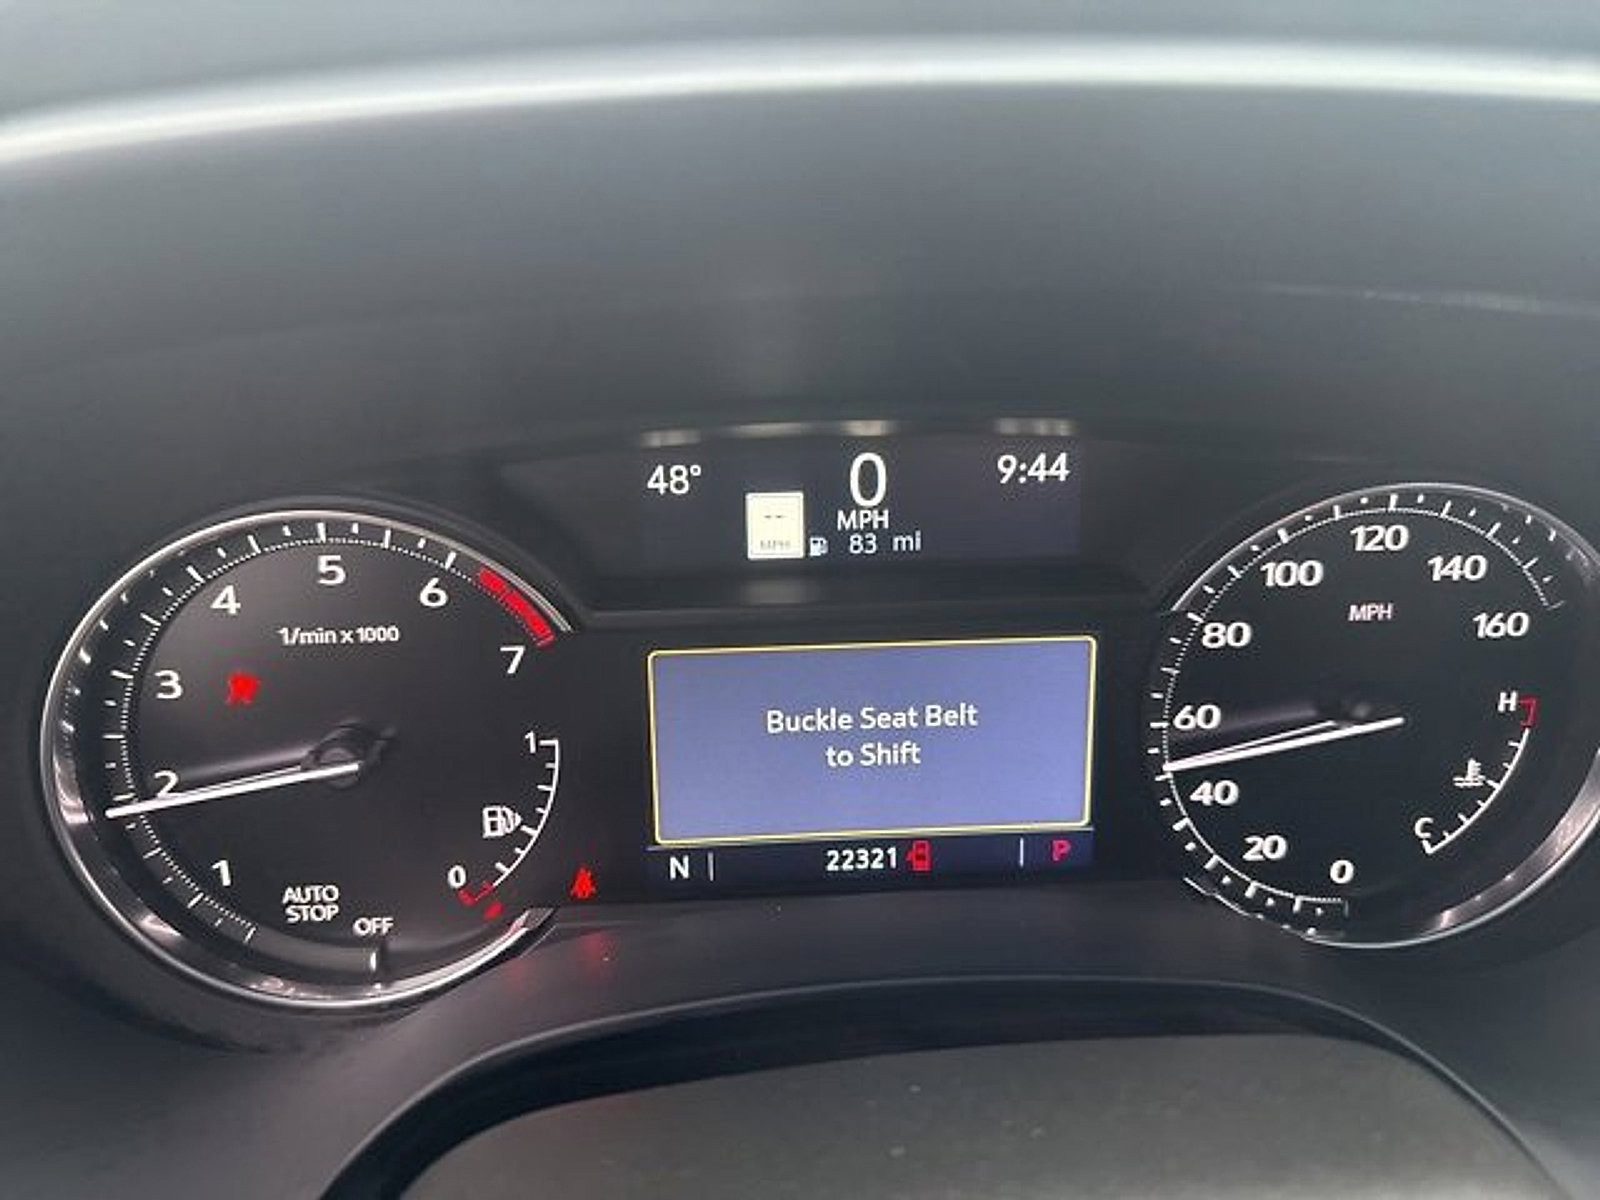 48°
0
9:44
--
MPH
MPH
83 mi
1/min x 1000
1
2
3
4
5
6
7
AUTO
STOP
OFF
1
0
Buckle Seat Belt
to Shift
N
22321
P
MPH
0
20
40
60
80
100
120
140
160
H
C